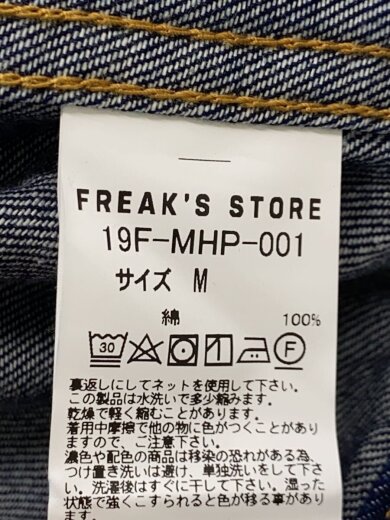 FREAK'S STORE
19F-MHP-001
サイズ M
綿 100%
30 F
裏返しにしてネットを使用して下さい。
この製品は水洗いで多少縮みます。
乾燥で軽く縮むことがあります。
着用中摩擦で他の物に色がつくことがあります
ますので、ご注意下さい。
濃色や配色の商品は移染の恐れがある為、
つけ置き洗いは避け、単独洗いをして下さ
い。洗濯後はすぐに干して下さい。湿った
状態で強くこすられると色が移る事があり
ます。